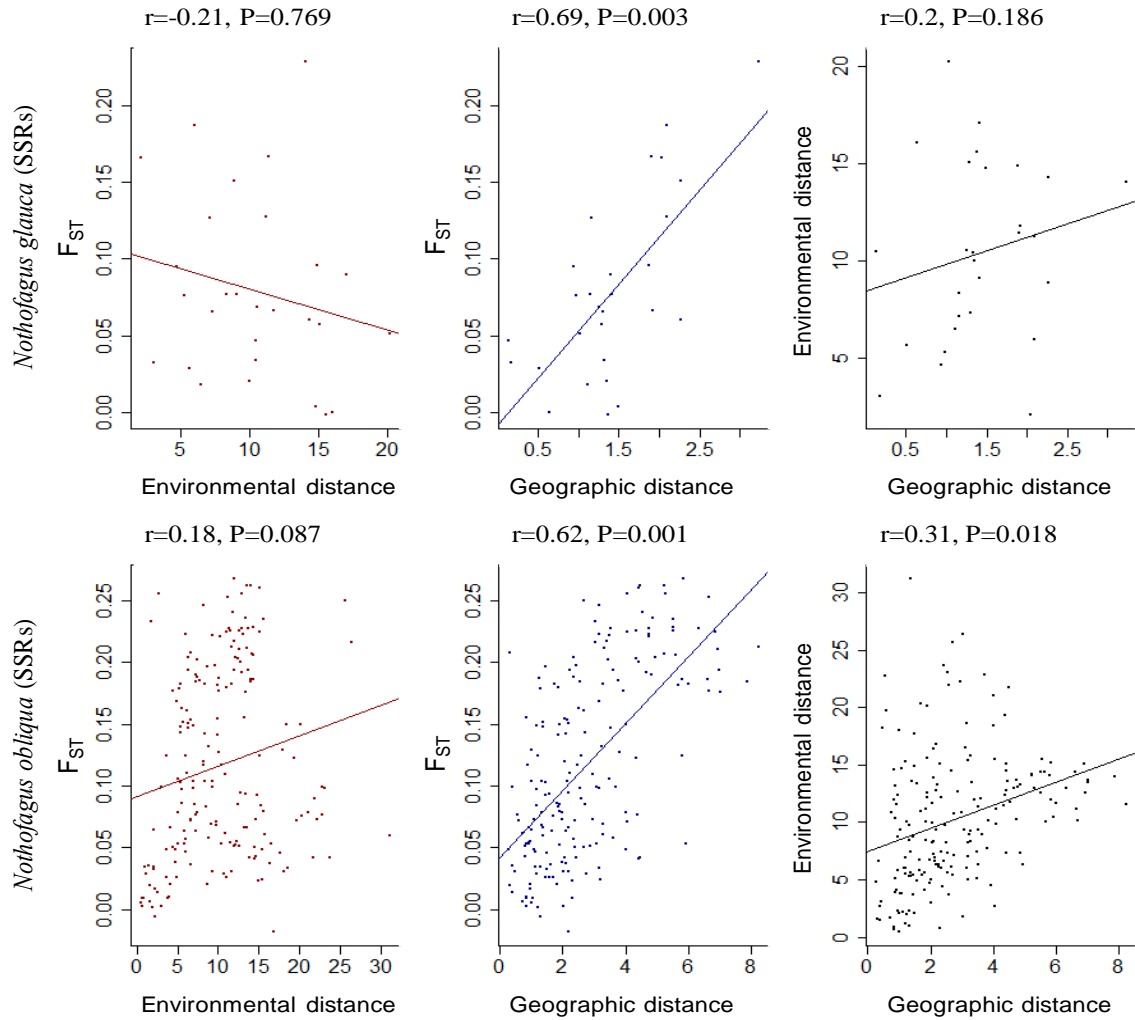 r=-0.21, P=0.769
r=0.69, P=0.003
r=0.2, P=0.186
Nothofagus glauca (SSRs)
FST
0.00 0.05 0.10 0.15 0.20
5 10 15 20
Environmental distance
FST
0.00 0.05 0.10 0.15 0.20
0.5 1.5 2.5
Geographic distance
Environmental distance
5 10 15 20
0.5 1.5 2.5
Geographic distance
r=0.18, P=0.087
r=0.62, P=0.001
r=0.31, P=0.018
Nothofagus obliqua (SSRs)
FST
0.00 0.05 0.10 0.15 0.20 0.25
0 5 10 15 20 25 30
Environmental distance
FST
0.00 0.05 0.10 0.15 0.20 0.25
0 2 4 6 8
Geographic distance
Environmental distance
0 5 10 15 20 25 30
0 2 4 6 8
Geographic distance